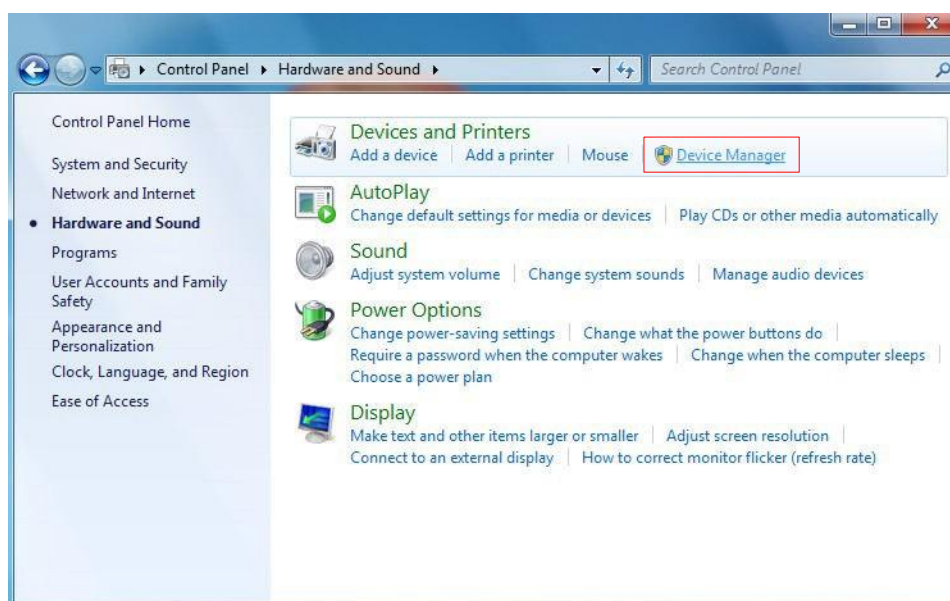 Control Panel Hardware and Sound
Search Control Panel
Control Panel Home
System and Security
Network and Internet
Hardware and Sound
Programs
User Accounts and Family
Safety
Appearance and
Personalization
Clock, Language, and Region
Ease of Access
Devices and Printers
Add a device Add a printer Mouse Device Manager
AutoPlay
Change default settings for media or devices Play CDs or other media automatically
Sound
Adjust system volume Change system sounds Manage audio devices
Power Options
Change power-saving settings Change what the power buttons do
Require a password when the computer wakes Change when the computer sleeps
Choose a power plan
Display
Make text and other items larger or smaller Adjust screen resolution
Connect to an external display How to correct monitor flicker (refresh rate)